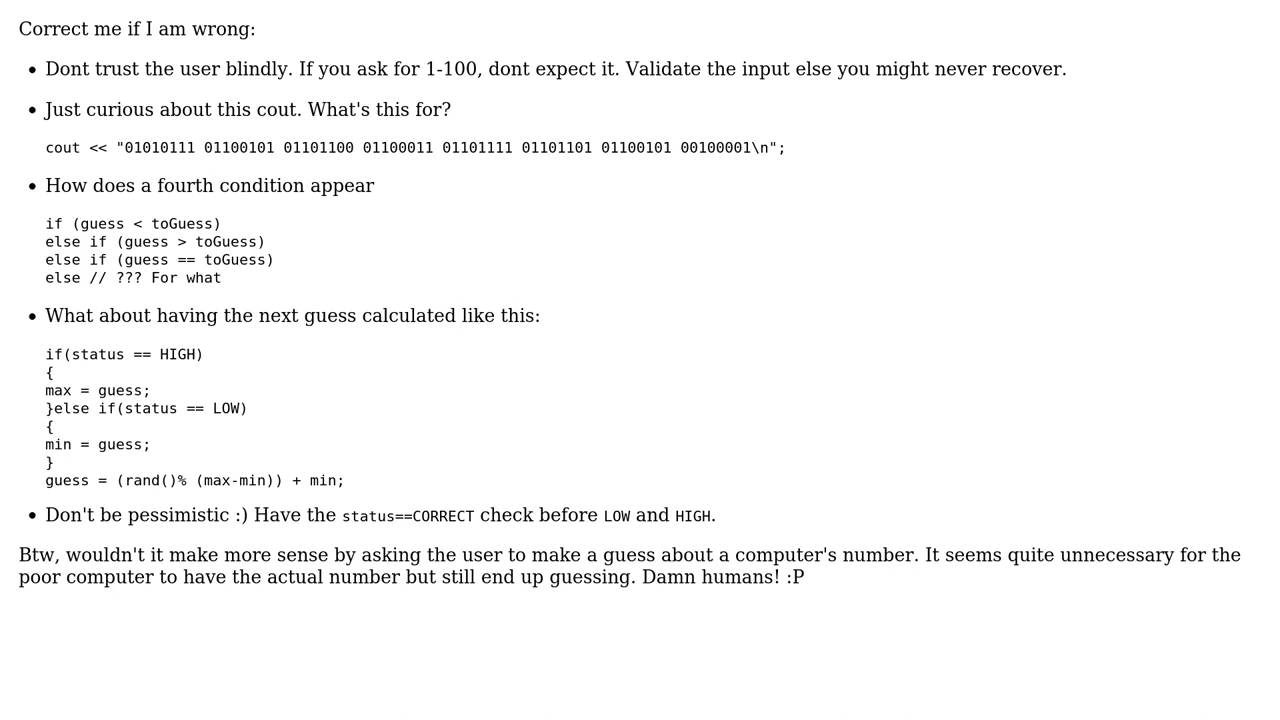 Correct me if I am wrong:
• Dont trust the user blindly. If you ask for 1-100, dont expect it. Validate the input else you might never recover.
• Just curious about this cout. What's this for?
cout << "01010111 01100101 01101100 01100011 01101111 01101101 01100101 00100001\n";
• How does a fourth condition appear
if (guess < toGuess)
else if (guess > toGuess)
else if (guess == toGuess)
else // ??? For what
• What about having the next guess calculated like this:
if(status == HIGH)
{
max = guess;
}else if(status == LOW)
{
min = guess;
}
guess = (rand()% (max-min)) + min;
• Don't be pessimistic :) Have the status==CORRECT check before LOW and HIGH.
Btw, wouldn't it make more sense by asking the user to make a guess about a computer's number. It seems quite unnecessary for the
poor computer to have the actual number but still end up guessing. Damn humans! :P